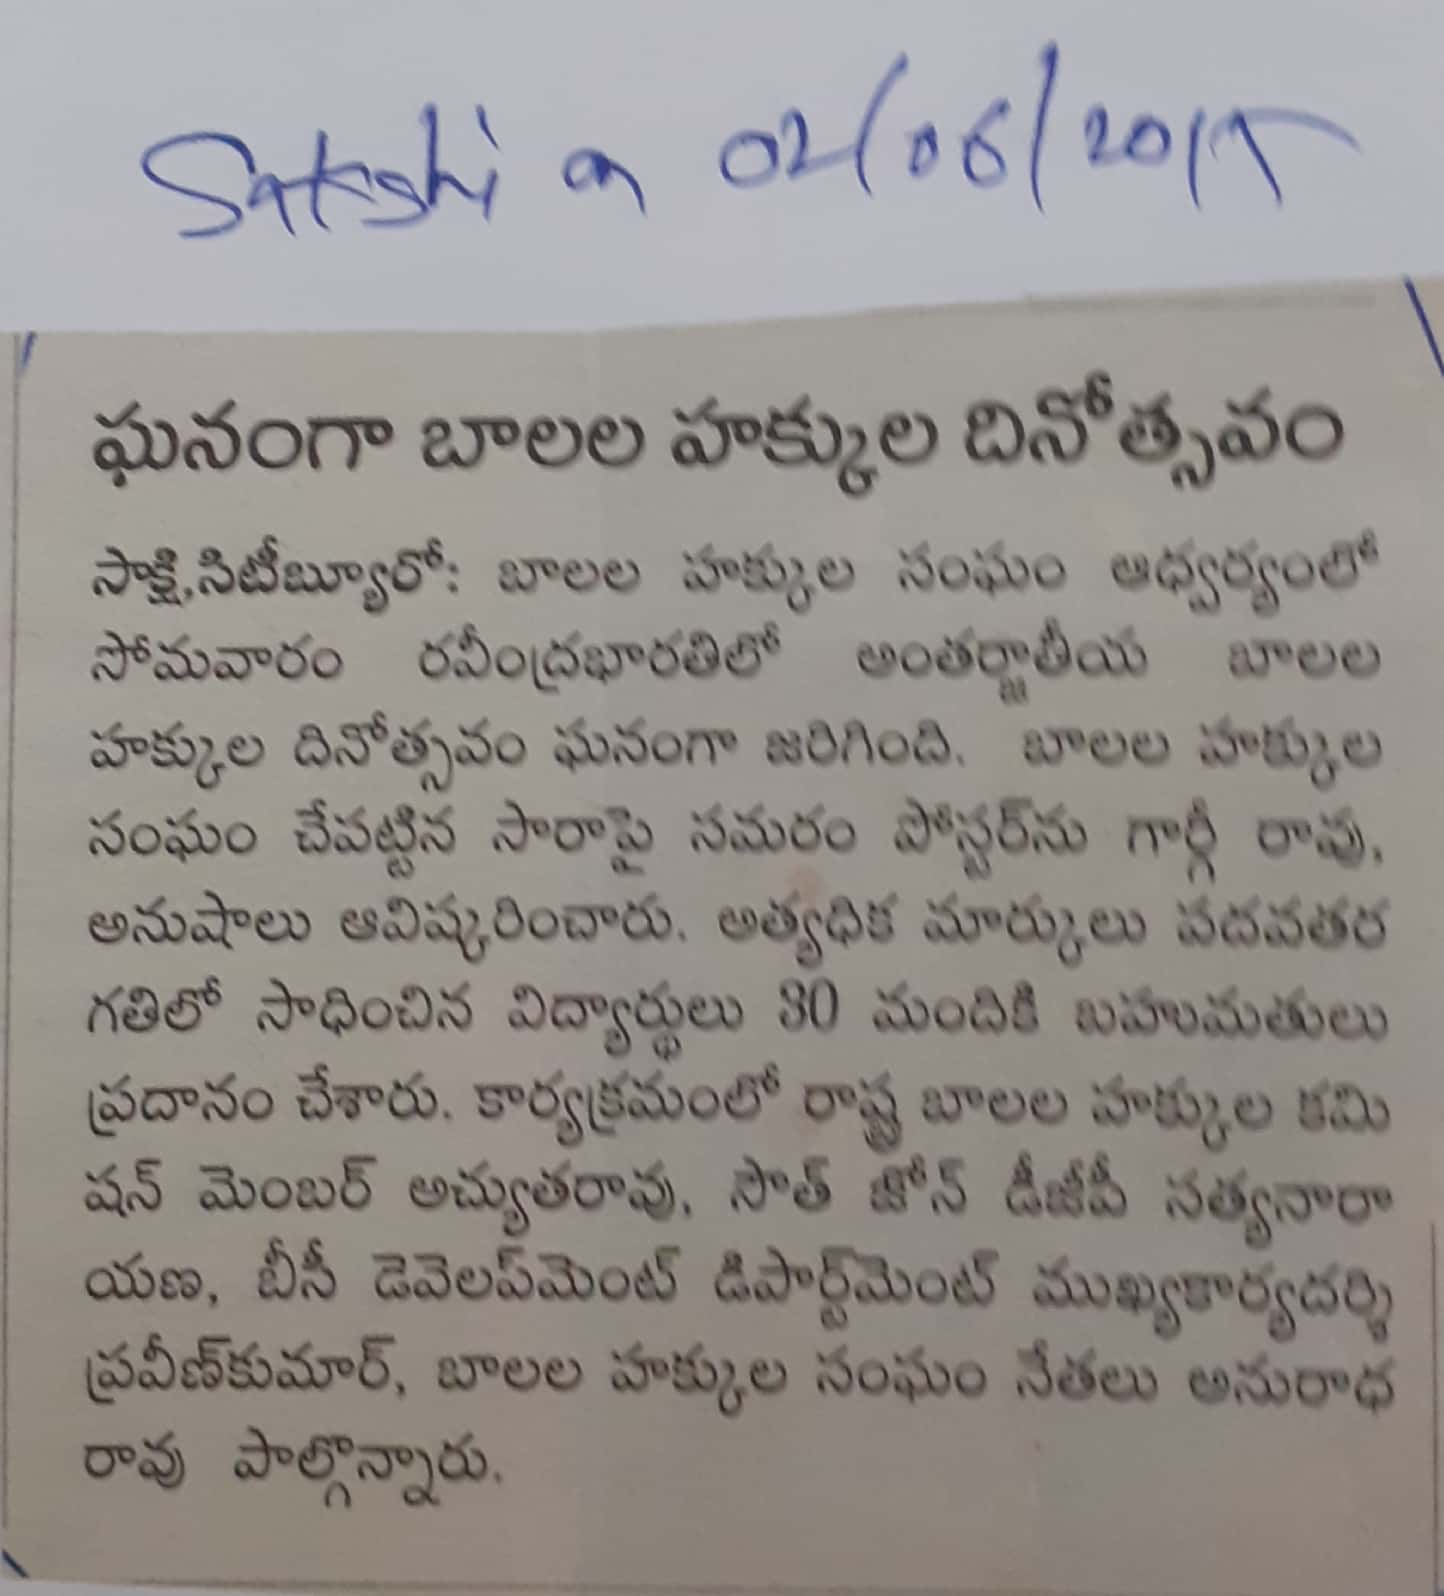 Sakshi on 02/06/2015
ఘనంగా బాలల హక్కుల దినోత్సవం
సాక్షి,సిటీబ్యూరో: బాలల హక్కుల సంఘం ఆధ్వర్యంలో
సోమవారం రవీంద్రభారతిలో అంతర్జాతీయ బాలల
హక్కుల దినోత్సవం ఘనంగా జరిగింది. బాలల హక్కుల
సంఘం చేపట్టిన సారాపై సమరం పోస్టర్‌ను గార్గీ రావు,
అనుషాలు ఆవిష్కరించారు. అత్యధిక మార్కులు పదవతర
గతిలో సాధించిన విద్యార్థులు 30 మందికి బహుమతులు
ప్రదానం చేశారు. కార్యక్రమంలో రాష్ట్ర బాలల హక్కుల కమి
షన్ మెంబర్ అచ్యుతరావు, సౌత్ జోన్ డీజీపీ సత్యనారా
యణ, బీసీ డెవెలప్‌మెంట్ డిపార్ట్‌మెంట్ ముఖ్యకార్యదర్శి
ప్రవీణ్‌కుమార్, బాలల హక్కుల సంఘం నేతలు అనురాధ
రావు పాల్గొన్నారు.